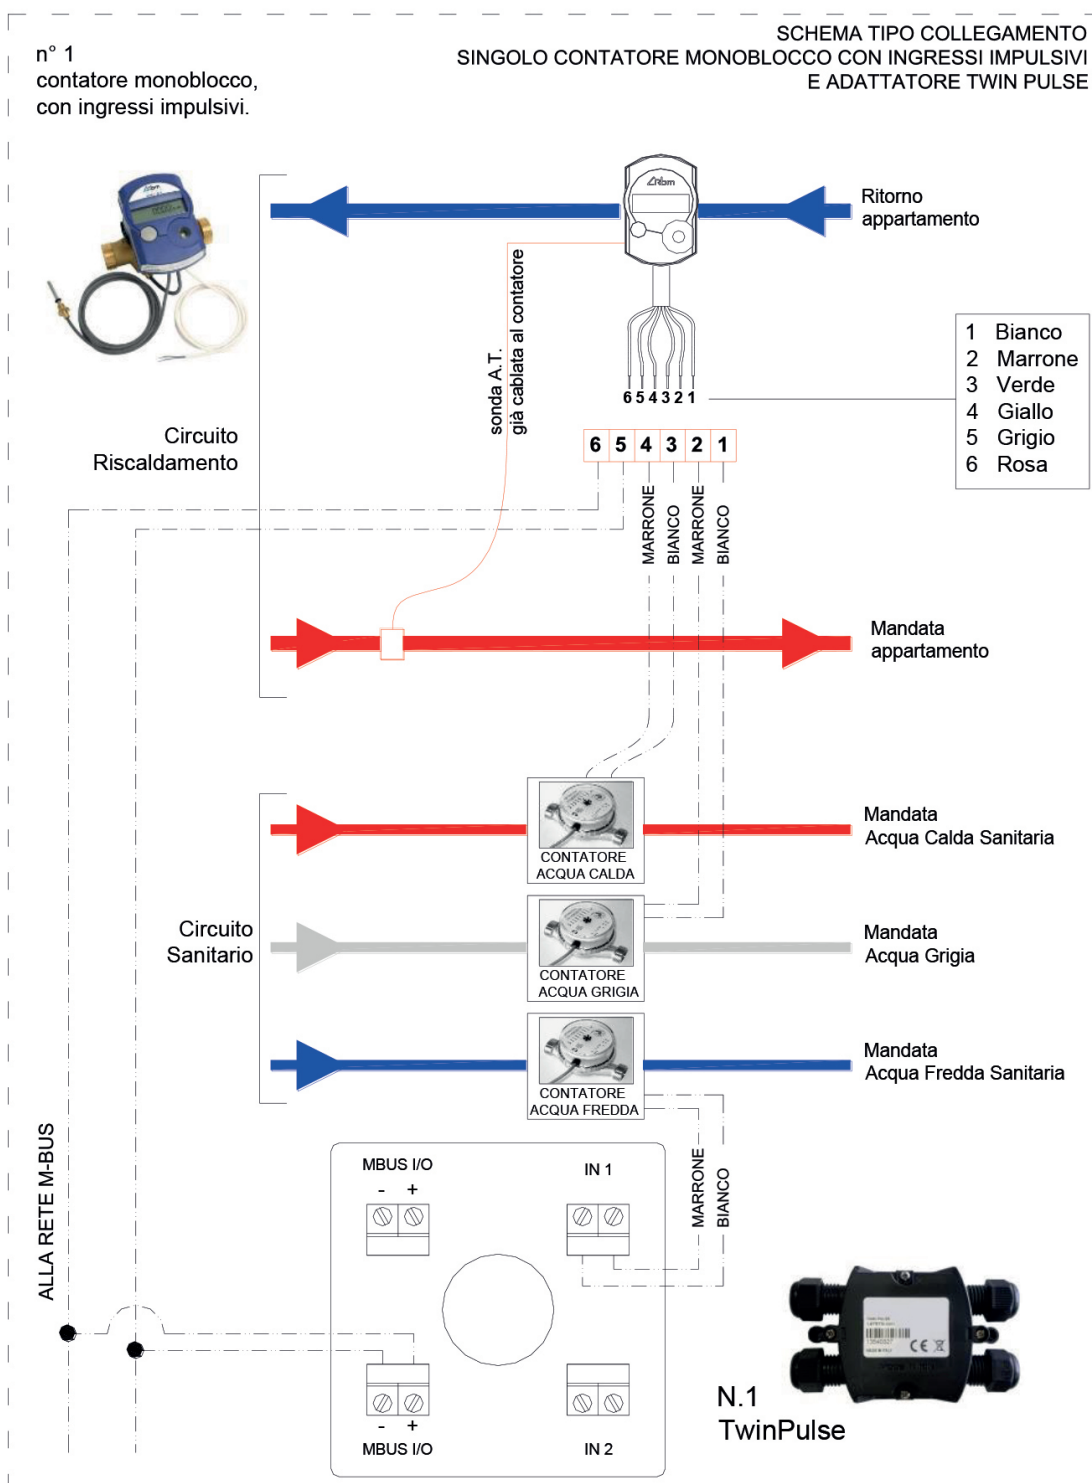 SCHEMA TIPO COLLEGAMENTO
SINGOLO CONTATORE MONOBLOCCO CON INGRESSI IMPULSIVI
E ADATTATORE TWIN PULSE
n° 1
contatore monoblocco,
con ingressi impulsivi.
Rbm
Rbm
Ritorno
appartamento
sonda A.T.
già cablata al contatore
6 5 4 3 2 1
1 Bianco
2 Marrone
3 Verde
4 Giallo
5 Grigio
6 Rosa
Circuito
Riscaldamento
6 5 4 3 2 1
MARRONE
BIANCO
MARRONE
BIANCO
Mandata
appartamento
Mandata
Acqua Calda Sanitaria
CONTATORE
ACQUA CALDA
Circuito
Sanitario
Mandata
Acqua Grigia
CONTATORE
ACQUA GRIGIA
Mandata
Acqua Fredda Sanitaria
CONTATORE
ACQUA FREDDA
ALLA RETE M-BUS
MBUS I/O
- +
IN 1
MARRONE
BIANCO
- +
MBUS I/O
IN 2
CE
N.1
TwinPulse